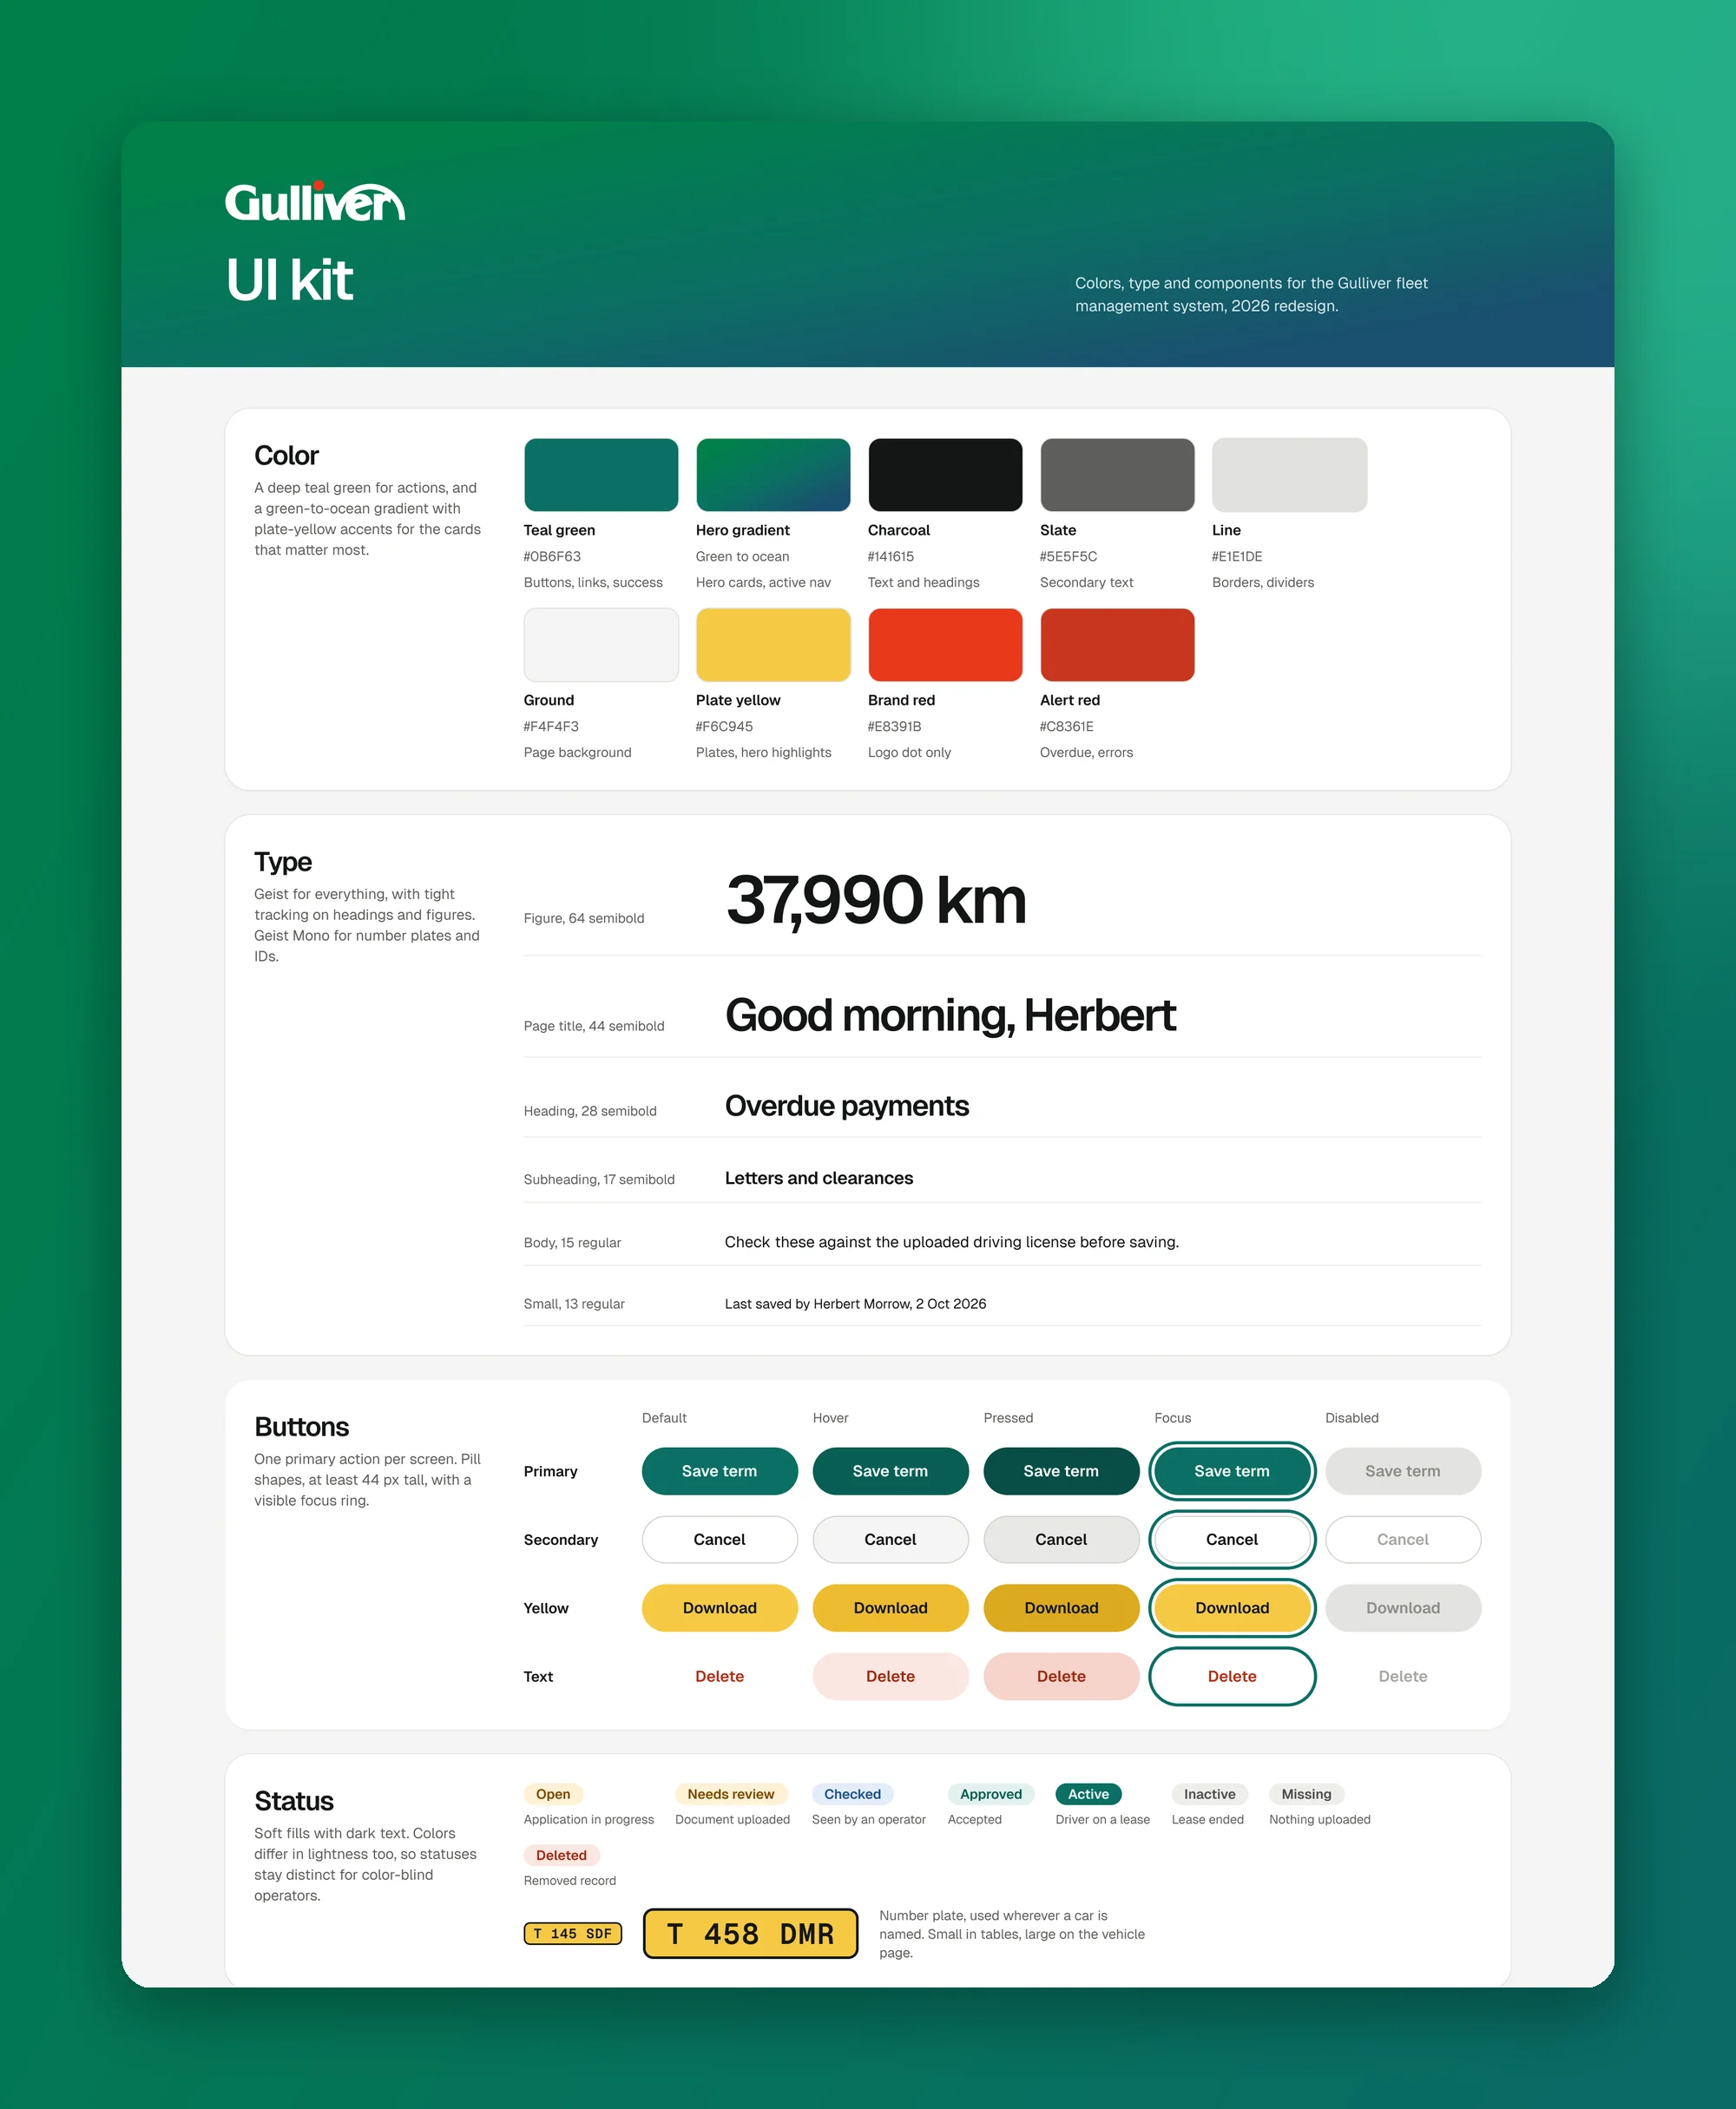 Gulliver
UI kit
Colors, type and components for the Gulliver fleet
management system, 2026 redesign.
Color
A deep teal green for actions, and
a green-to-ocean gradient with
plate-yellow accents for the cards
that matter most.
Teal green
#0B6F63
Buttons, links, success
Hero gradient
Green to ocean
Hero cards, active nav
Charcoal
#141615
Text and headings
Slate
#5E5F5C
Secondary text
Line
#E1E1DE
Borders, dividers
Ground
#F4F4F3
Page background
Plate yellow
#F6C945
Plates, hero highlights
Brand red
#E8391B
Logo dot only
Alert red
#C8361E
Overdue, errors
Type
Geist for everything, with tight
tracking on headings and figures.
Geist Mono for number plates and
IDs.
Figure, 64 semibold
37,990 km
Page title, 44 semibold
Good morning, Herbert
Heading, 28 semibold
Overdue payments
Subheading, 17 semibold
Letters and clearances
Body, 15 regular
Check these against the uploaded driving license before saving.
Small, 13 regular
Last saved by Herbert Morrow, 2 Oct 2026
Buttons
One primary action per screen. Pill
shapes, at least 44 px tall, with a
visible focus ring.
Default Hover Pressed Focus Disabled
Primary Save term Save term Save term Save term Save term
Secondary Cancel Cancel Cancel Cancel Cancel
Yellow Download Download Download Download Download
Text Delete Delete Delete Delete Delete
Status
Soft fills with dark text. Colors
differ in lightness too, so statuses
stay distinct for color-blind
operators.
Open
Application in progress
Needs review
Document uploaded
Checked
Seen by an operator
Approved
Accepted
Active
Driver on a lease
Inactive
Lease ended
Missing
Nothing uploaded
Deleted
Removed record
T 145 SDF
T 458 DMR
Number plate, used wherever a car is
named. Small in tables, large on the vehicle
page.